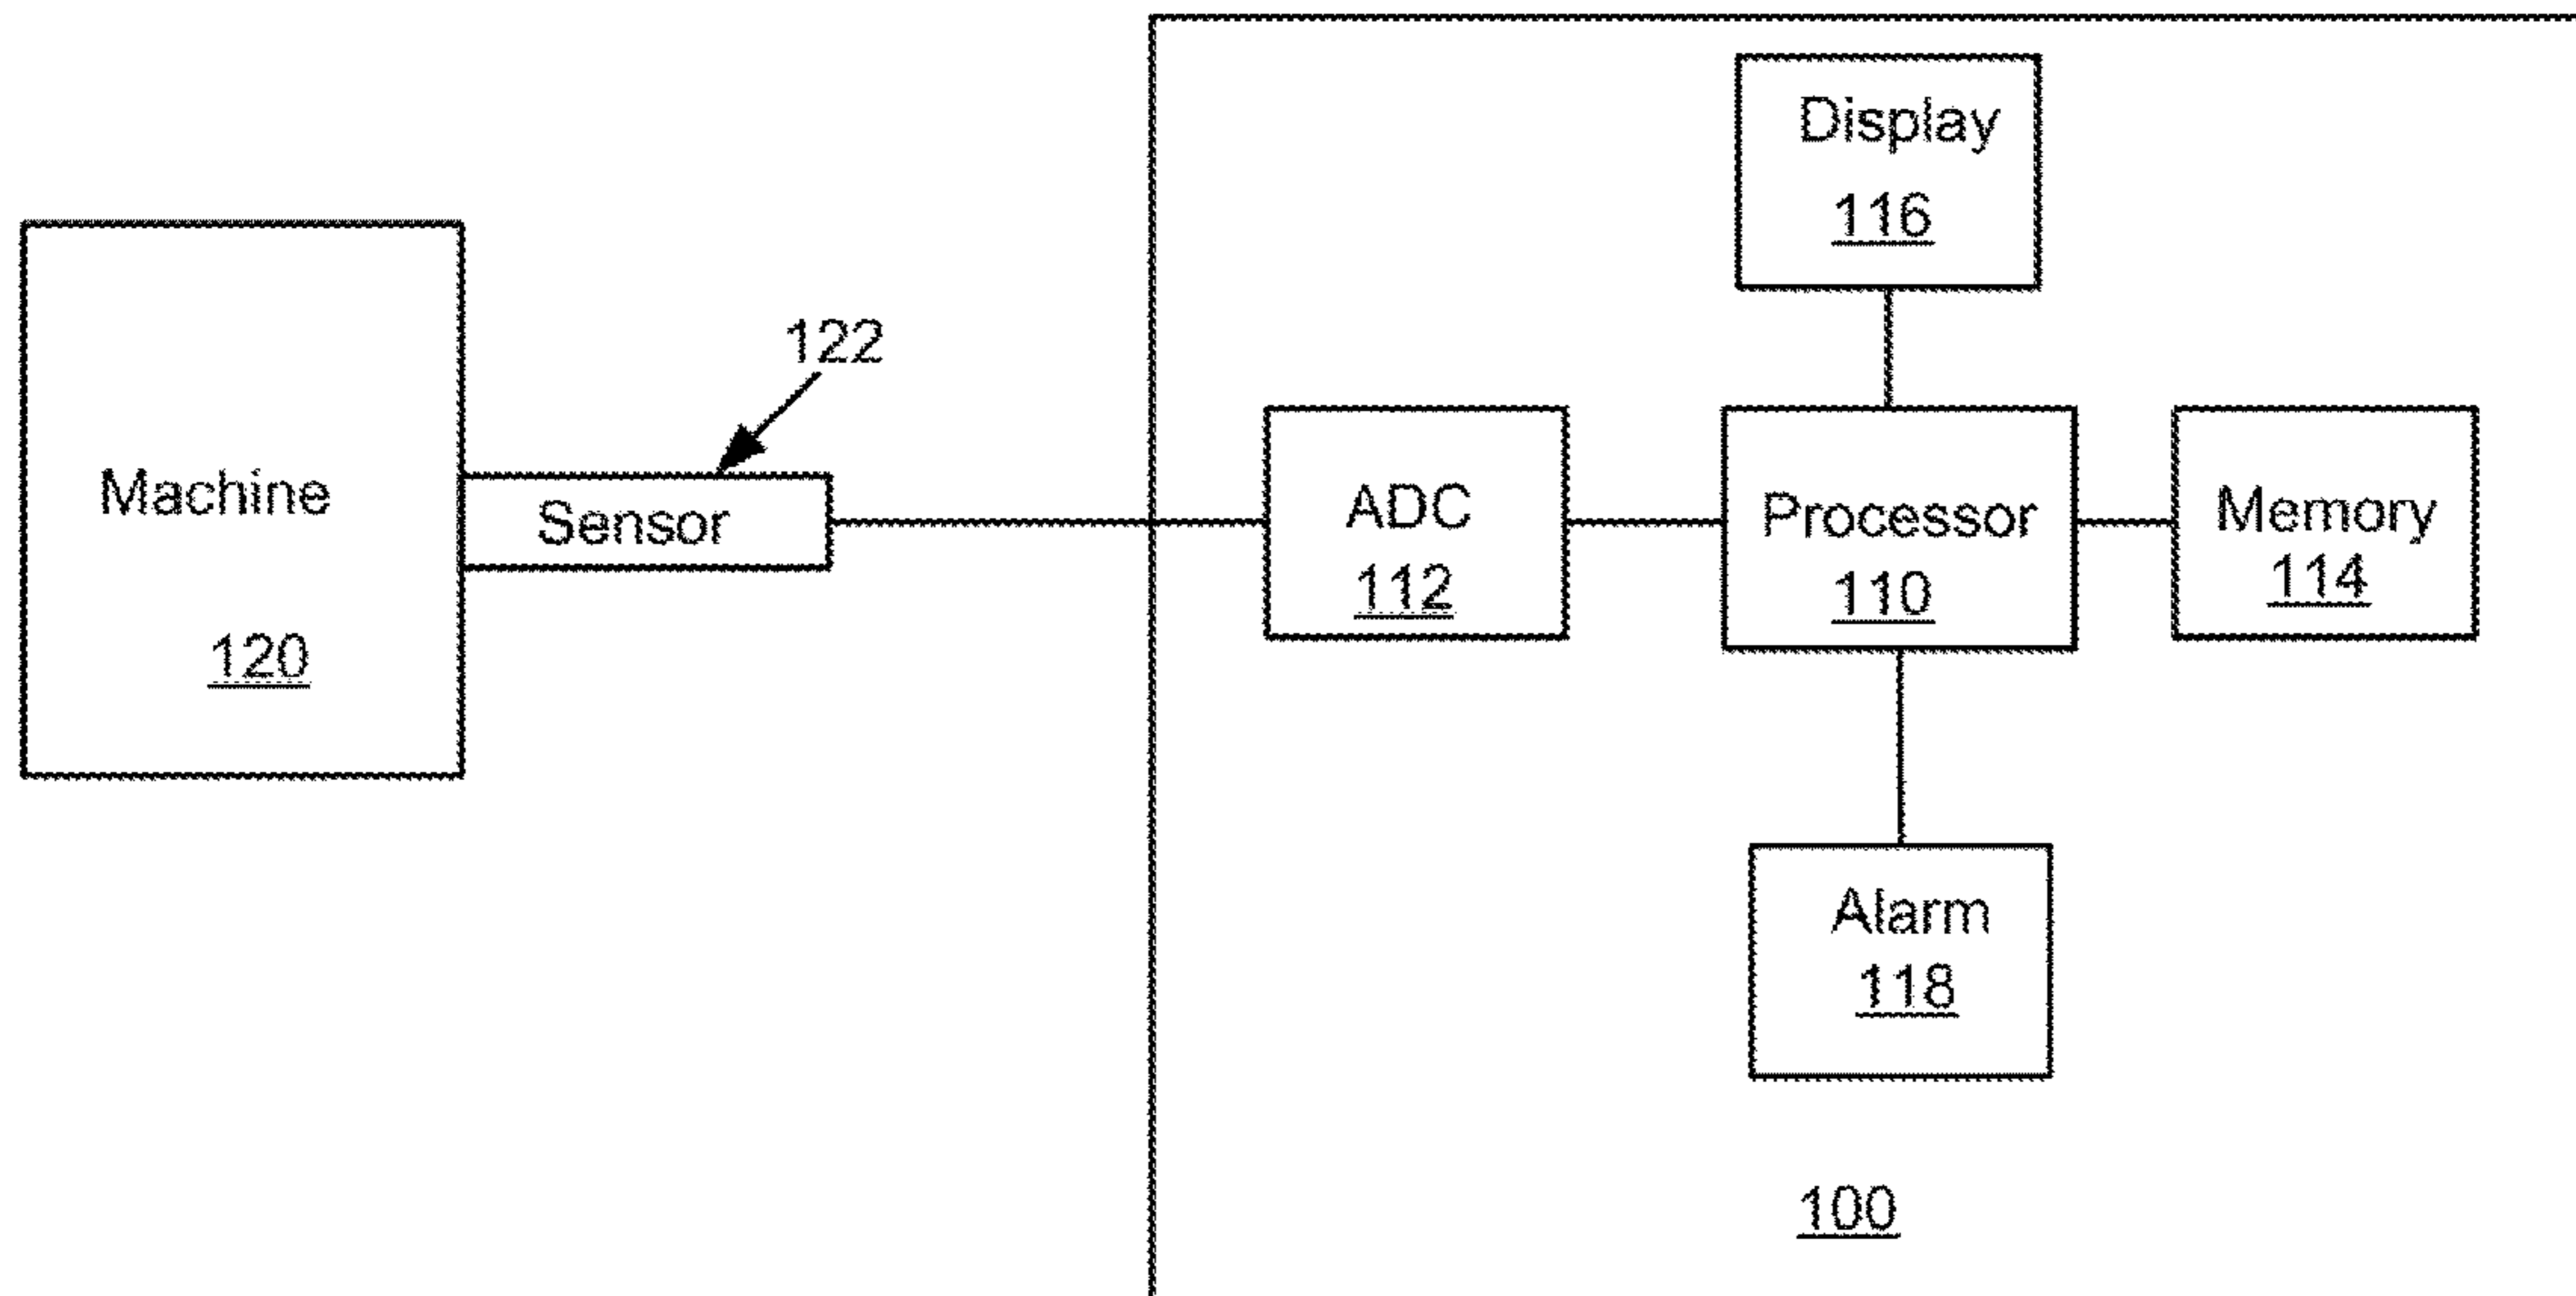 Display
116
122
Machine
120
Sensor
ADC
112
Processor
110
Memory
114
Alarm
118
100